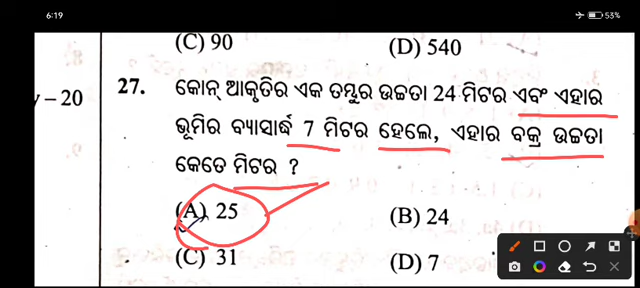 6:19
53%
(C) 90
(D) 540
y – 20
27. କୋନ୍ ଆକୃତିର ଏକ ତମ୍ବୁର ଉଚ୍ଚତା 24 ମିଟର ଏବଂ ଏହାର
ଭୂମିର ବ୍ୟାସାର୍ଦ୍ଧ 7 ମିଟର ହେଲେ, ଏହାର ବକ୍ର ଉଚ୍ଚତା
କେତେ ମିଟର ?
(A) 25
(B) 24
(C) 31
(D) 7